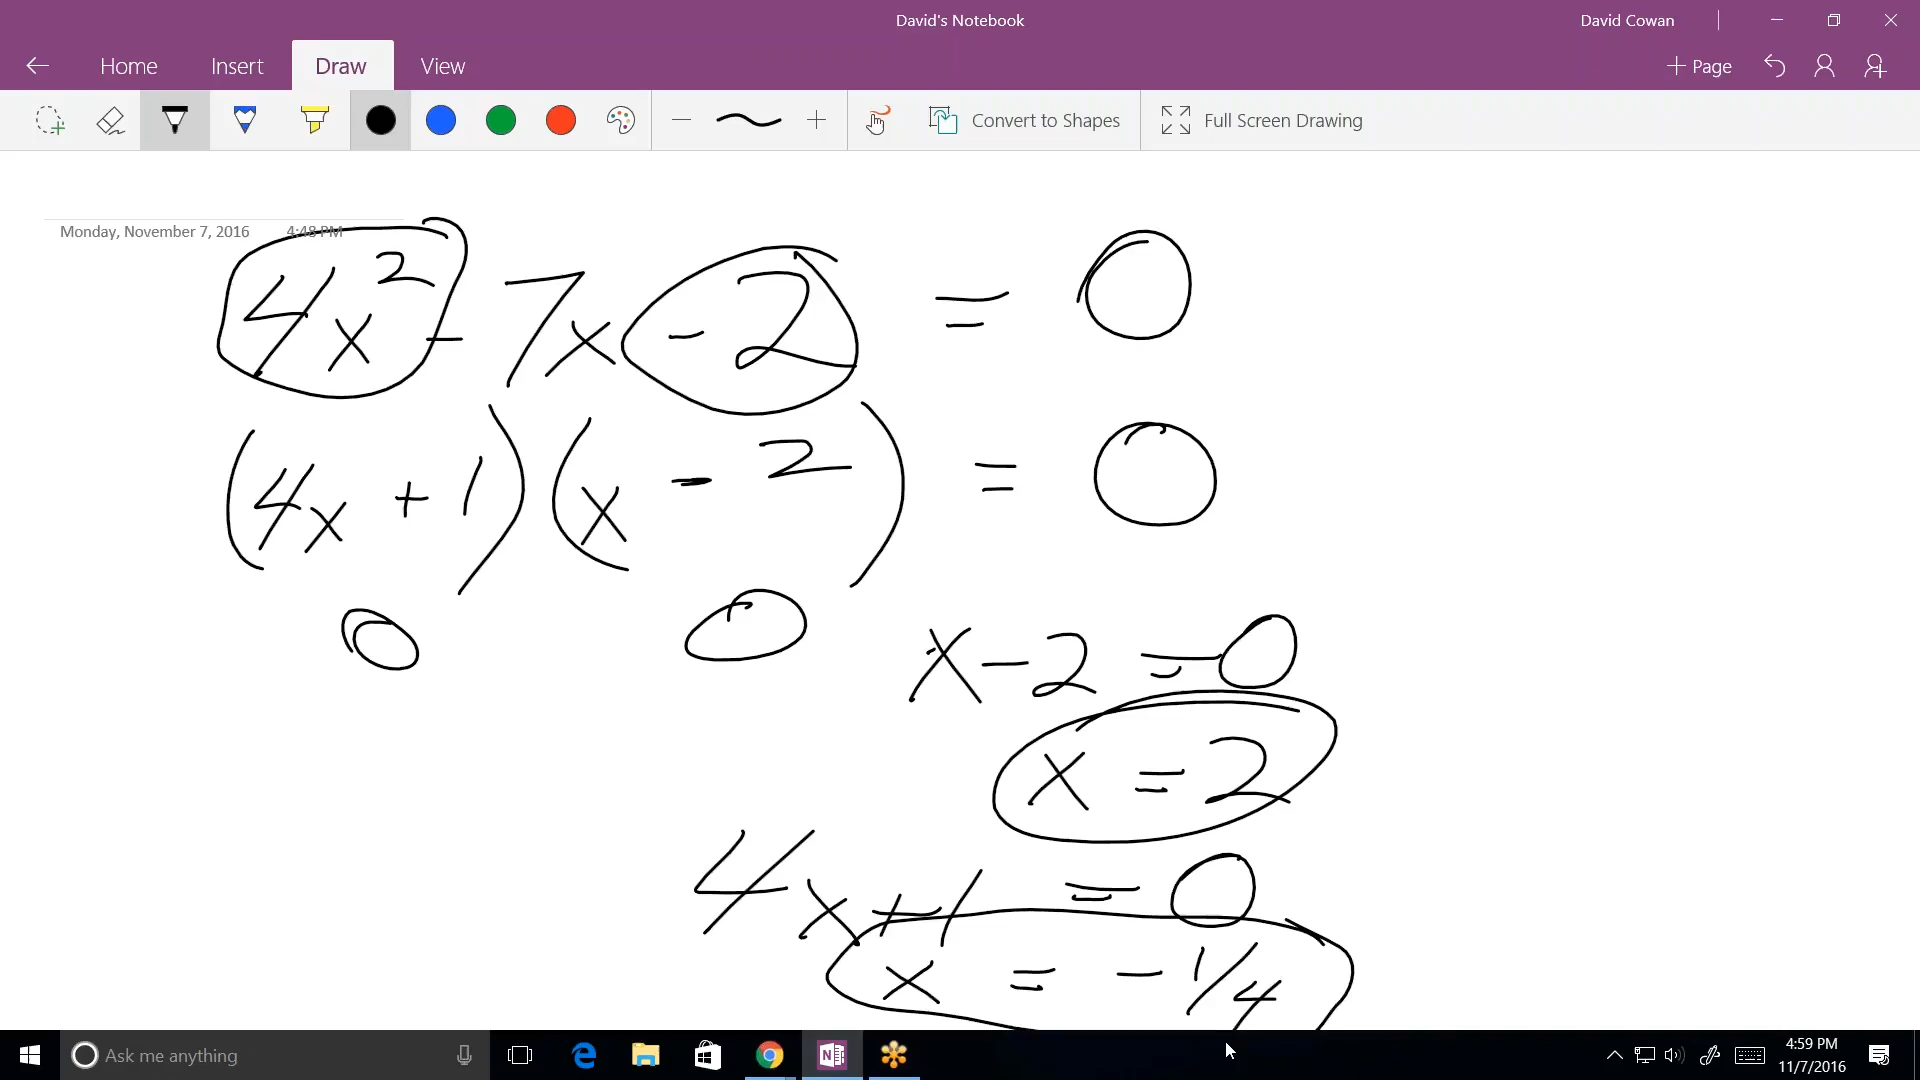 David's Notebook
David Cowan
Home Insert Draw View
Page
Convert to Shapes
Full Screen Drawing
Monday, November 7, 2016 4:48 PM
4x² - 7x - 2 = 0
(4x + 1)(x - 2) = 0
0 0
x - 2 = 0
x = 2
4x + 1 = 0
x = - 1/4
Ask me anything
N
4:59 PM
11/7/2016